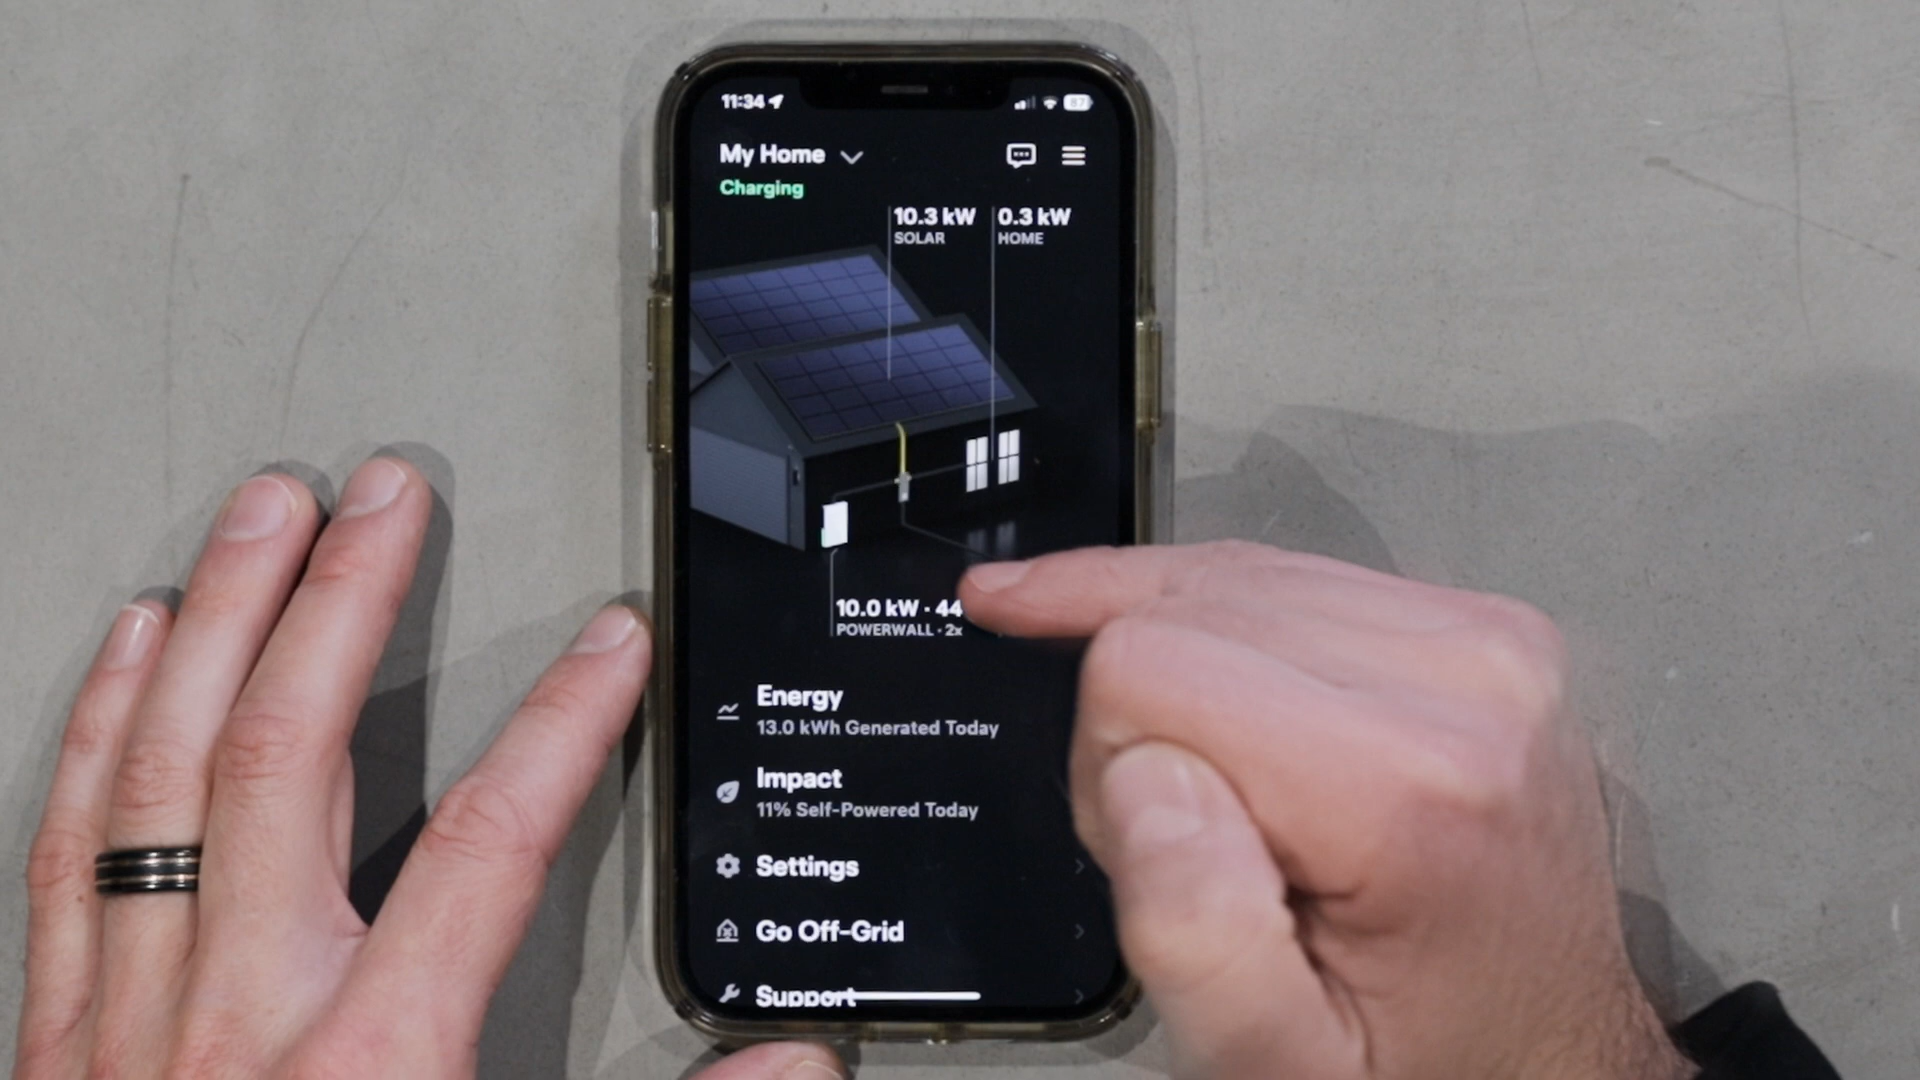 11:34
87
My Home
Charging
10.3 kW
SOLAR
0.3 kW
HOME
10.0 kW · 44
POWERWALL · 2x
Energy
13.0 kWh Generated Today
Impact
11% Self-Powered Today
Settings
Go Off-Grid
Support